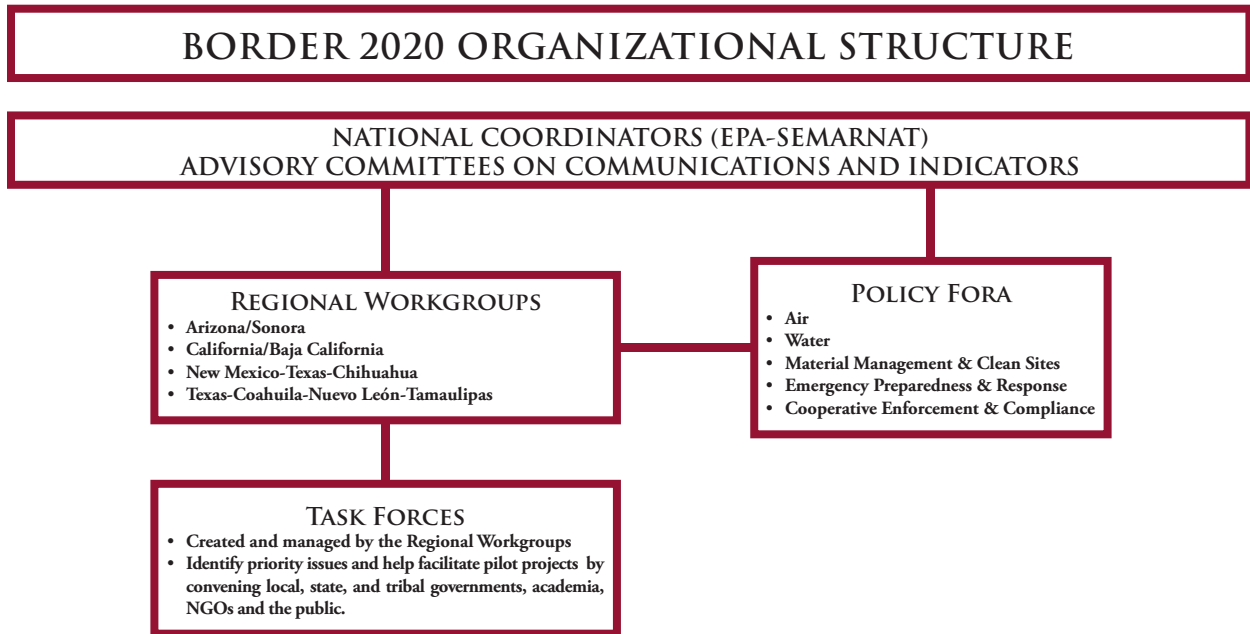 BORDER 2020 ORGANIZATIONAL STRUCTURE
NATIONAL COORDINATORS (EPA-SEMARNAT)
ADVISORY COMMITTEES ON COMMUNICATIONS AND INDICATORS
REGIONAL WORKGROUPS
• Arizona/Sonora
• California/Baja California
• New Mexico-Texas-Chihuahua
• Texas-Coahuila-Nuevo León-Tamaulipas
POLICY FORA
• Air
• Water
• Material Management & Clean Sites
• Emergency Preparedness & Response
• Cooperative Enforcement & Compliance
TASK FORCES
• Created and managed by the Regional Workgroups
• Identify priority issues and help facilitate pilot projects by
convening local, state, and tribal governments, academia,
NGOs and the public.